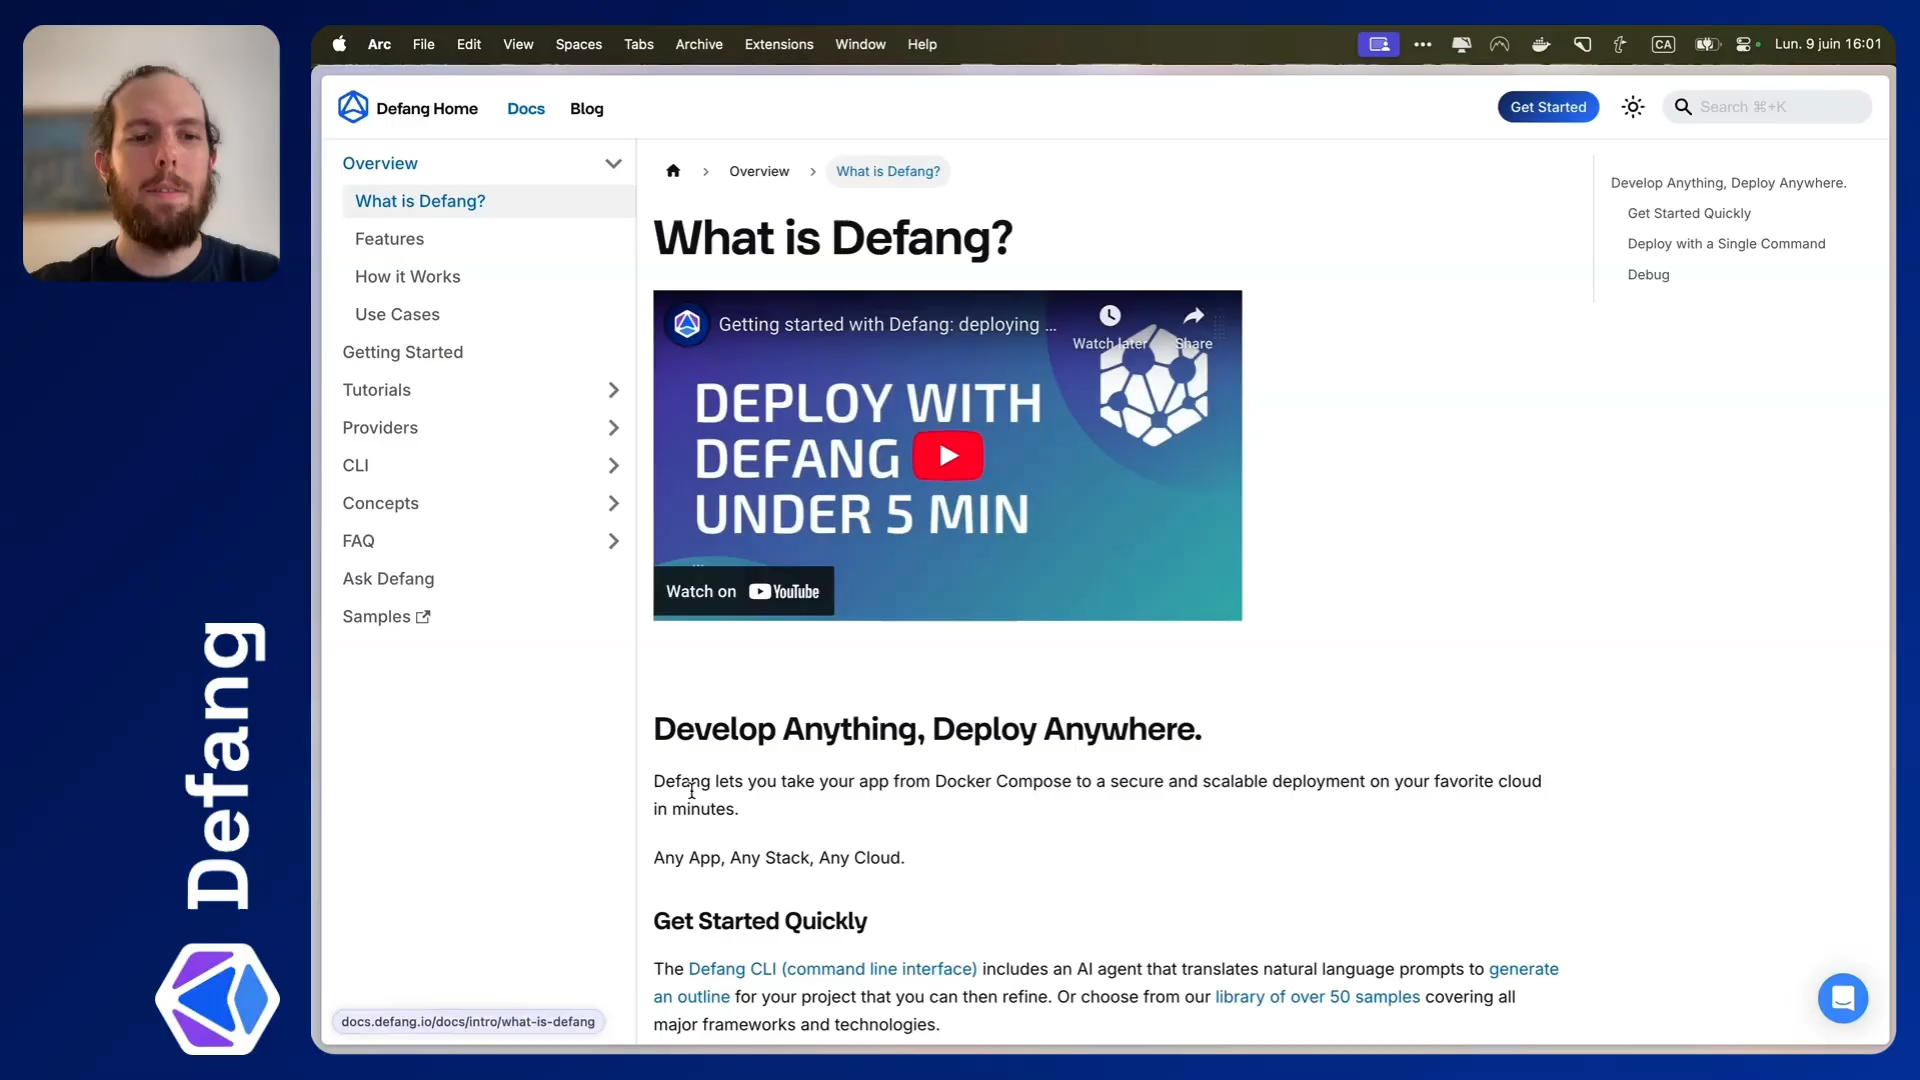 Arc File Edit View Spaces Tabs Archive Extensions Window Help
CA
Lun. 9 juin 16:01
Defang Home Docs Blog
Get Started
Search ⌘+K
Overview
What is Defang?
Features
How it Works
Use Cases
Getting Started
Tutorials
Providers
CLI
Concepts
FAQ
Ask Defang
Samples
docs.defang.io/docs/intro/what-is-defang
Overview
What is Defang?
What is Defang?
Getting started with Defang: deploying ...
Watch later
Share
DEPLOY WITH
DEFANG
UNDER 5 MIN
Watch on YouTube
Develop Anything, Deploy Anywhere.
Defang lets you take your app from Docker Compose to a secure and scalable deployment on your favorite cloud
in minutes.
Any App, Any Stack, Any Cloud.
Get Started Quickly
The Defang CLI (command line interface) includes an AI agent that translates natural language prompts to generate
an outline for your project that you can then refine. Or choose from our library of over 50 samples covering all
major frameworks and technologies.
Develop Anything, Deploy Anywhere.
Get Started Quickly
Deploy with a Single Command
Debug
Defang